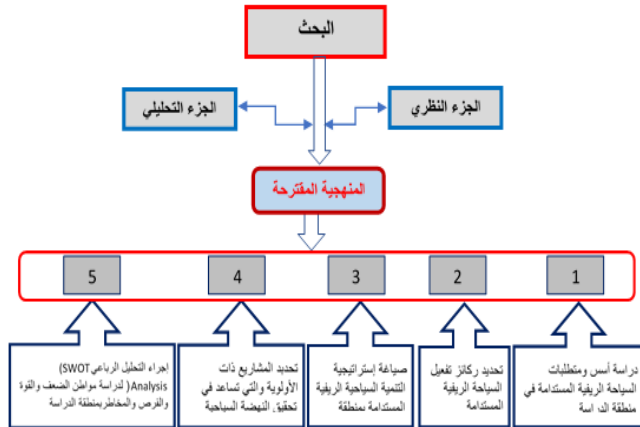 البحث
الجزء النظري
الجزء التحليلي
المنهجية المقترحة
1
2
3
4
5
دراسة أسس ومتطلبات
السياحة الريفية المستدامة في
منطقة الدراسة
تحديد ركائز تفعيل
السياحة الريفية
المستدامة
صياغة إستراتيجية
التنمية السياحية الريفية
المستدامة بمنطقة
تحديد المشاريع ذات
الأولوية والتي تساعد في
تحقيق النهضة السياحية
إجراء التحليل الرباعي SWOT)
Analysis) لدراسة مواطن الضعف والقوة
والفرص والمخاطر بمنطقة الدراسة